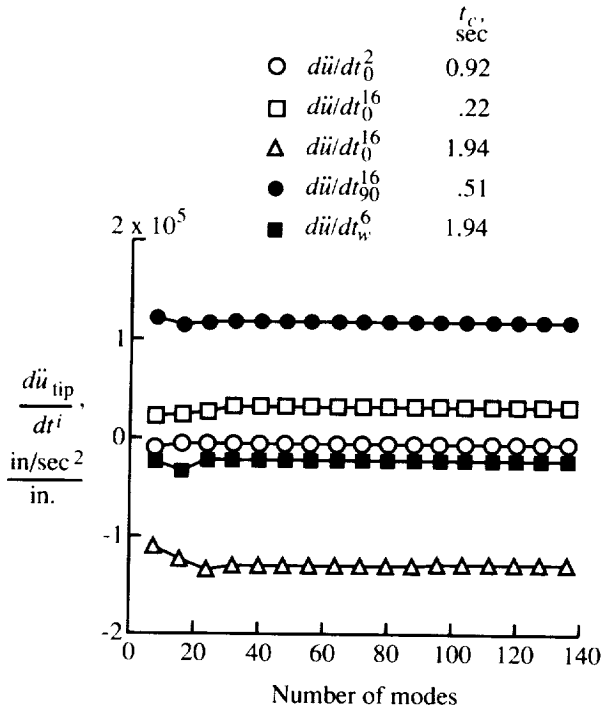 t_c, sec
○ dü/dt_0^2 0.92
□ dü/dt_0^16 .22
△ dü/dt_0^16 1.94
● dü/dt_90^16 .51
■ dü/dt_w^6 1.94
2 x 10^5
1
0
-1
-2
dü_tip
dt^i ,
in/sec^2
in.
0 20 40 60 80 100 120 140
Number of modes